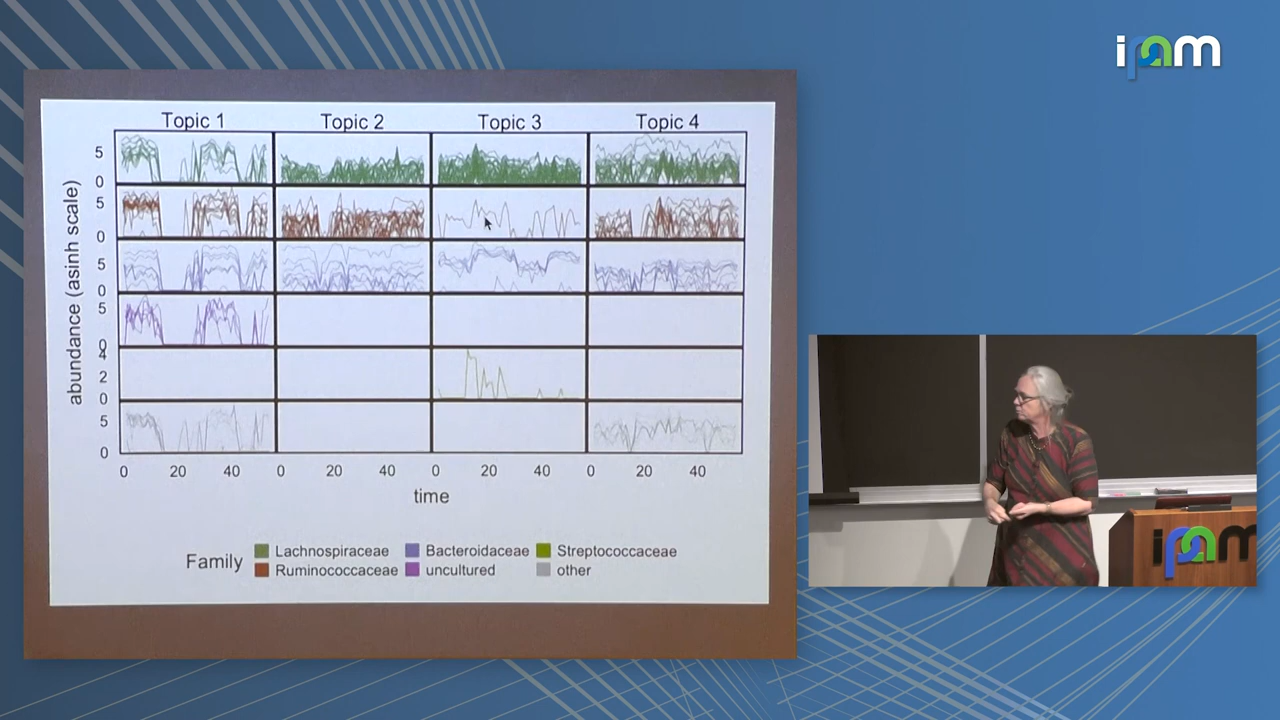 ipam
Topic 1 Topic 2 Topic 3 Topic 4
abundance (asinh scale)
5
0
5
0
5
0
5
0
4
2
0
5
0
0 20 40 0 20 40 0 20 40 0 20 40
time
Family
Lachnospiraceae Bacteroidaceae Streptococcaceae
Ruminococcaceae uncultured other
ipam